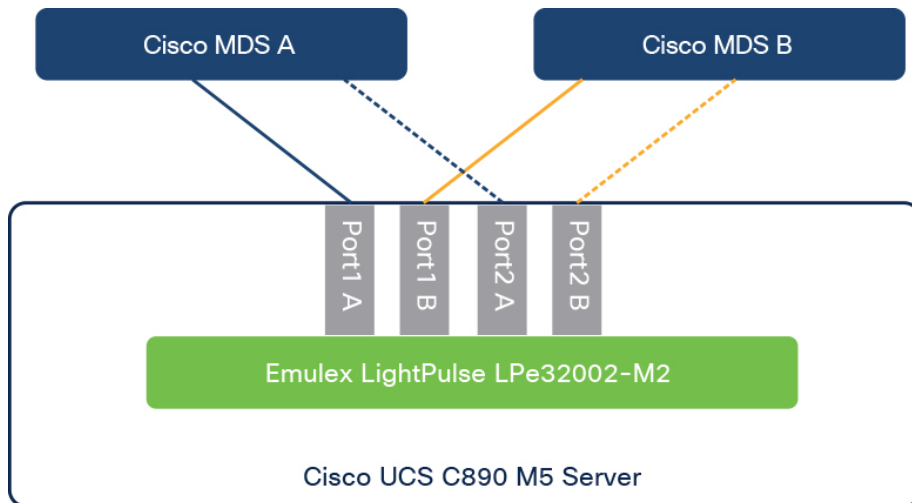 Cisco MDS A
Cisco MDS B
Port1 A
Port1 B
Port2 A
Port2 B
Emulex LightPulse LPe32002-M2
Cisco UCS C890 M5 Server